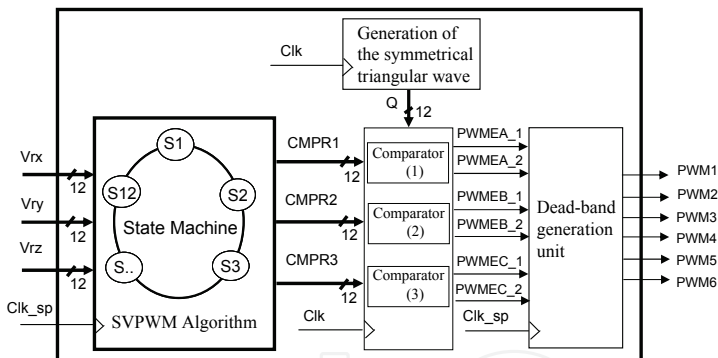 Generation of
the symmetrical
triangular wave
Clk
Q
12
Vrx
12
Vry
12
Vrz
12
Clk_sp
S1
S2
S3
S..
S12
State Machine
SVPWM Algorithm
CMPR1
12
CMPR2
12
CMPR3
12
Clk
Comparator
(1)
Comparator
(2)
Comparator
(3)
PWMEA_1
PWMEA_2
PWMEB_1
PWMEB_2
PWMEC_1
PWMEC_2
Clk_sp
Dead-band
generation
unit
PWM1
PWM2
PWM3
PWM4
PWM5
PWM6